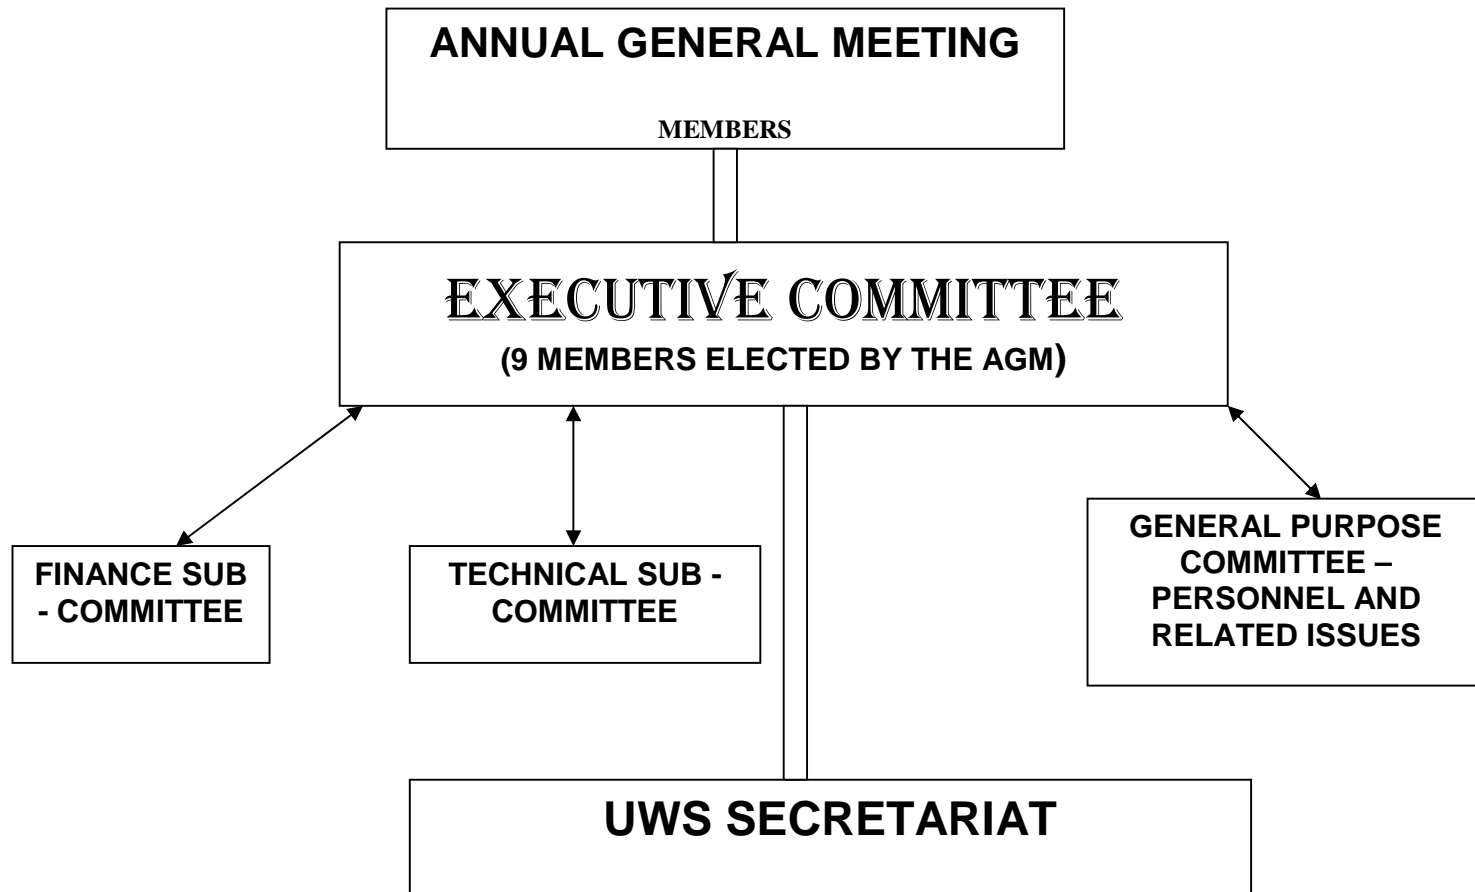 ANNUAL GENERAL MEETING
MEMBERS
EXECUTIVE COMMITTEE
(9 MEMBERS ELECTED BY THE AGM)
FINANCE SUB
- COMMITTEE
TECHNICAL SUB -
COMMITTEE
GENERAL PURPOSE
COMMITTEE –
PERSONNEL AND
RELATED ISSUES
UWS SECRETARIAT